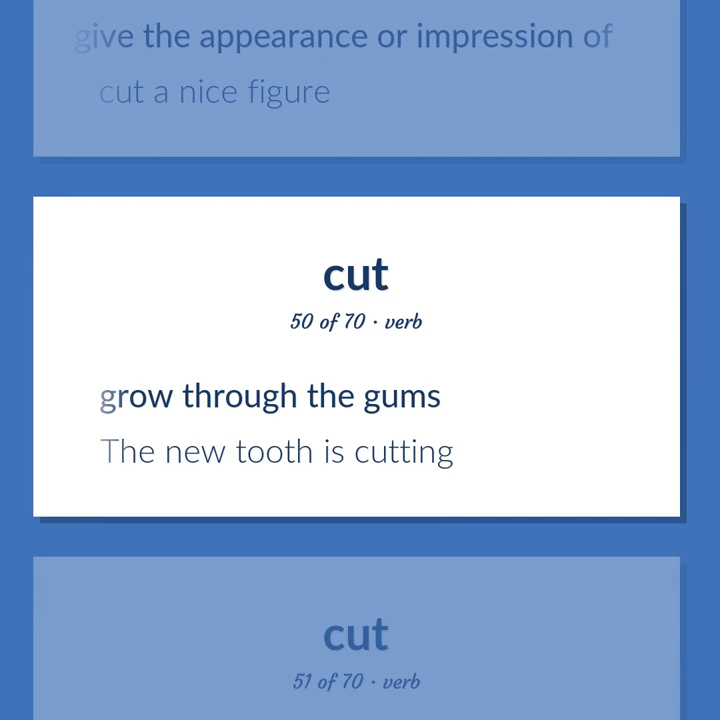 give the appearance or impression of
cut a nice figure
cut
50 of 70 · verb
grow through the gums
The new tooth is cutting
cut
51 of 70 · verb